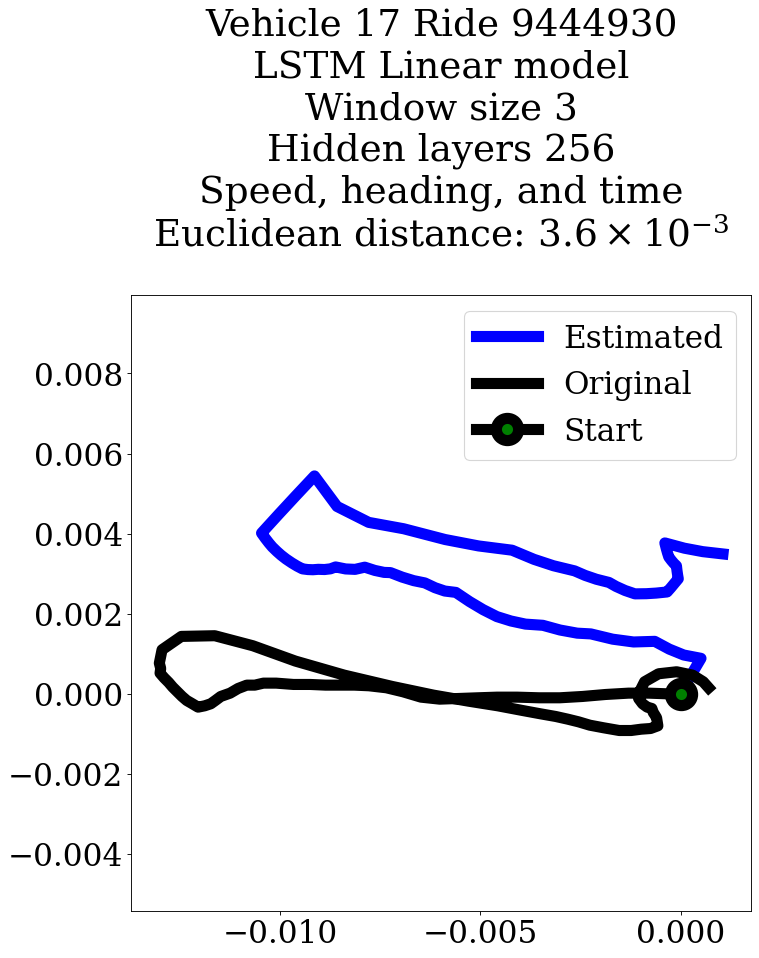 Vehicle 17 Ride 9444930
LSTM Linear model
Window size 3
Hidden layers 256
Speed, heading, and time
Euclidean distance: 3.6 × 10⁻³
Estimated
Original
Start
0.008
0.006
0.004
0.002
0.000
−0.002
−0.004
−0.010 −0.005 0.000